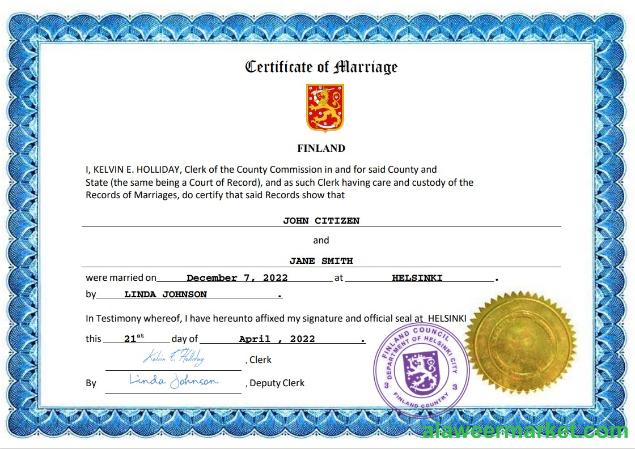 Certificate of Marriage
FINLAND
I, KELVIN E. HOLLIDAY, Clerk of the County Commission in and for said County and
State (the same being a Court of Record), and as such Clerk having care and custody of the
Records of Marriages, do certify that said Records show that
JOHN CITIZEN
and
JANE SMITH
were married on December 7, 2022 at HELSINKI .
by LINDA JOHNSON .
In Testimony whereof, I have hereunto affixed my signature and official seal at HELSINKI
this 21st day of April , 2022 .
Kelvin E. Holliday , Clerk
By Linda Johnson , Deputy Clerk
FINLAND COUNCIL
DEPARTMENT OF HELSINKI CITY
3 3
FINLAND COUNTRY
alaweermarket.com